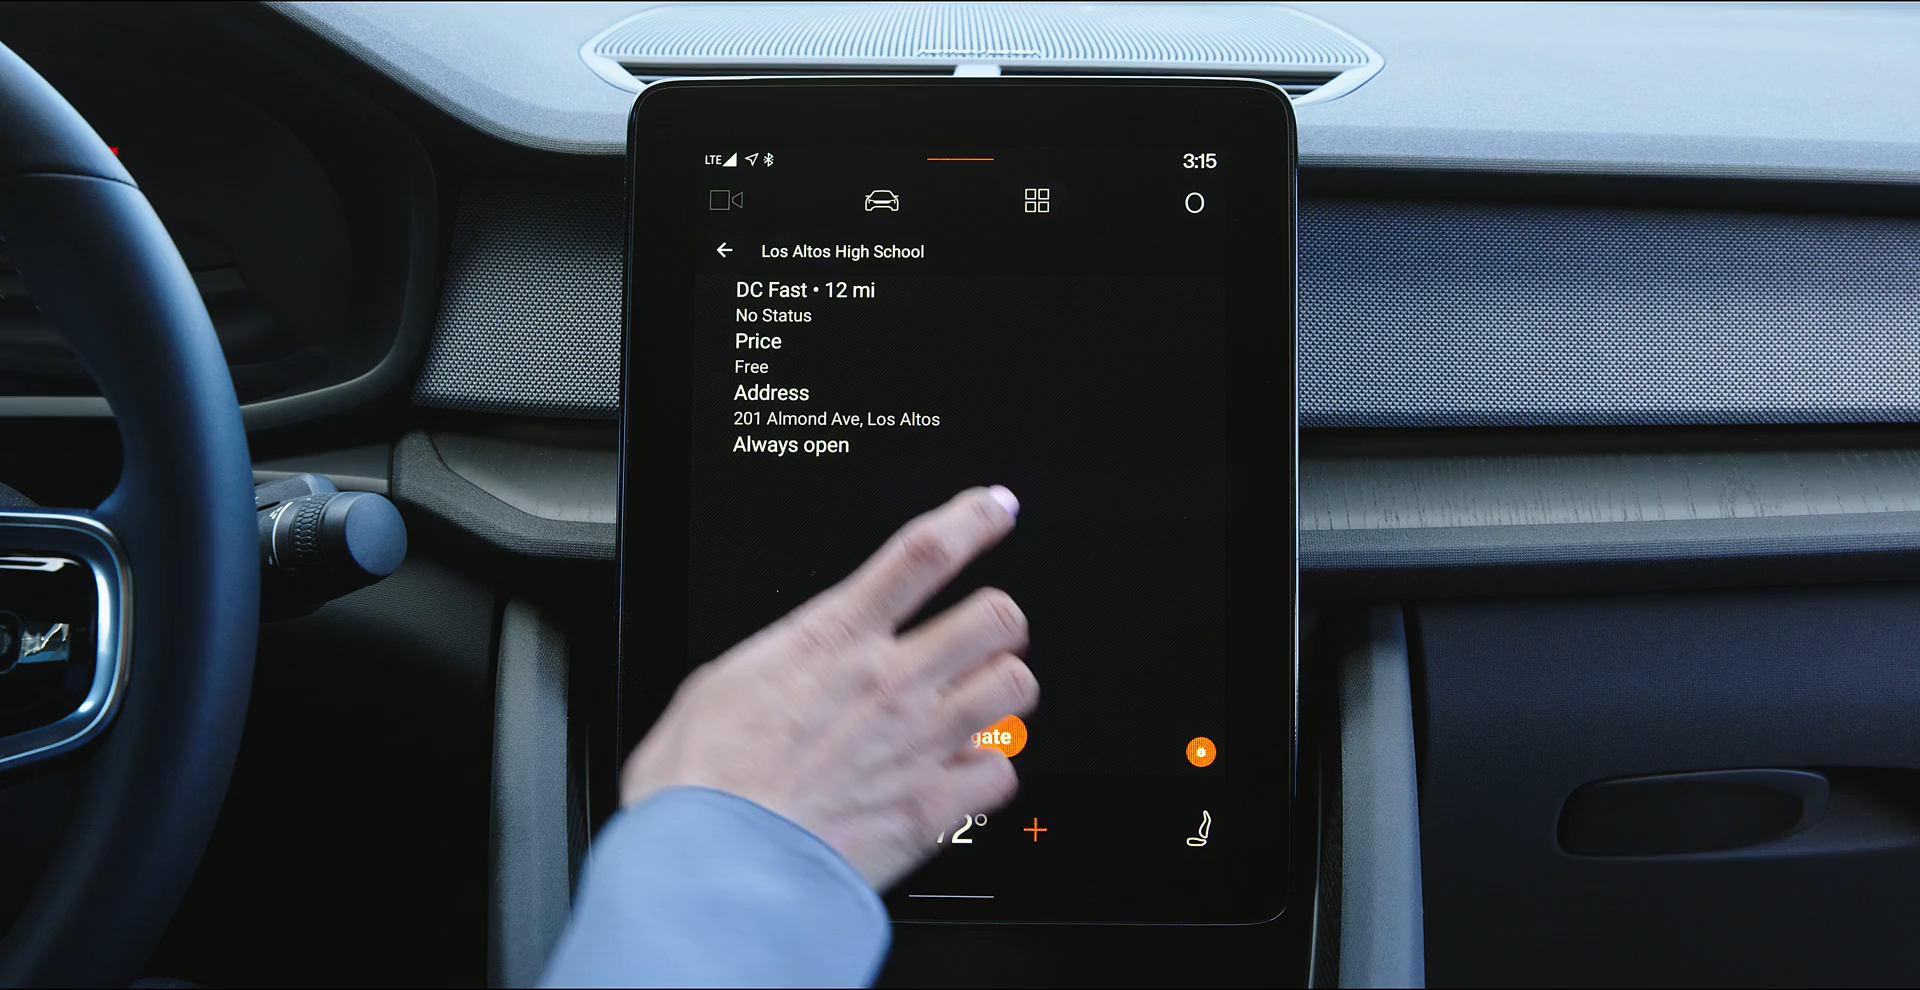 LTE 3:15
Los Altos High School
DC Fast • 12 mi
No Status
Price
Free
Address
201 Almond Ave, Los Altos
Always open
gate
72°